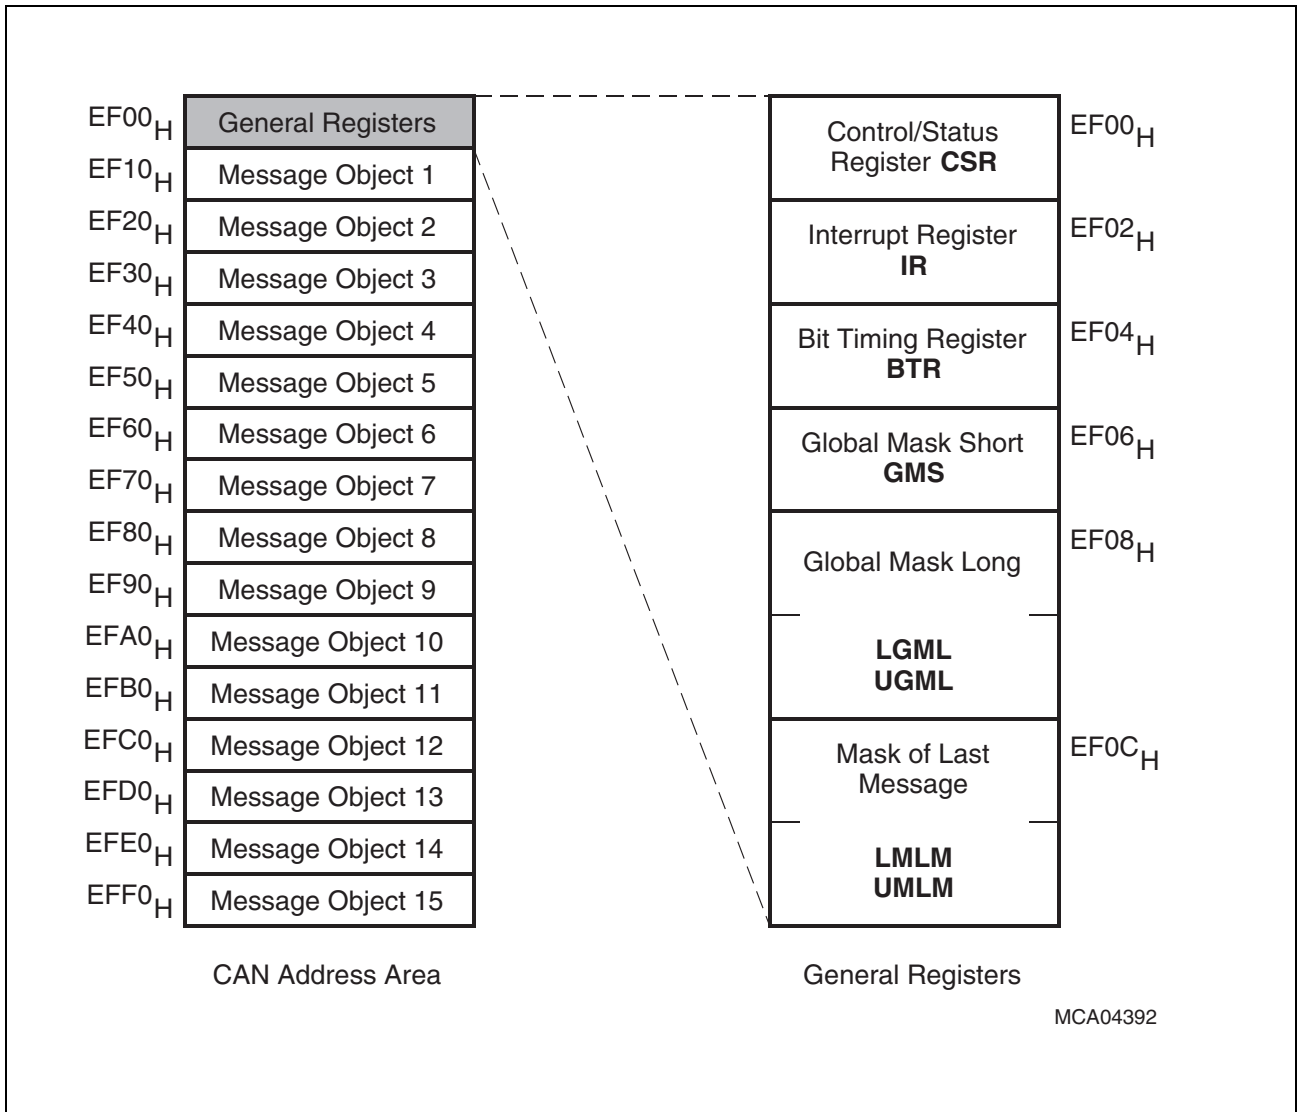 EF00H General Registers
EF10H Message Object 1
EF20H Message Object 2
EF30H Message Object 3
EF40H Message Object 4
EF50H Message Object 5
EF60H Message Object 6
EF70H Message Object 7
EF80H Message Object 8
EF90H Message Object 9
EFA0H Message Object 10
EFB0H Message Object 11
EFC0H Message Object 12
EFD0H Message Object 13
EFE0H Message Object 14
EFF0H Message Object 15
CAN Address Area
Control/Status EF00H
Register CSR
Interrupt Register EF02H
IR
Bit Timing Register EF04H
BTR
Global Mask Short EF06H
GMS
Global Mask Long EF08H
LGML
UGML
Mask of Last EF0CH
Message
LMLM
UMLM
General Registers
MCA04392